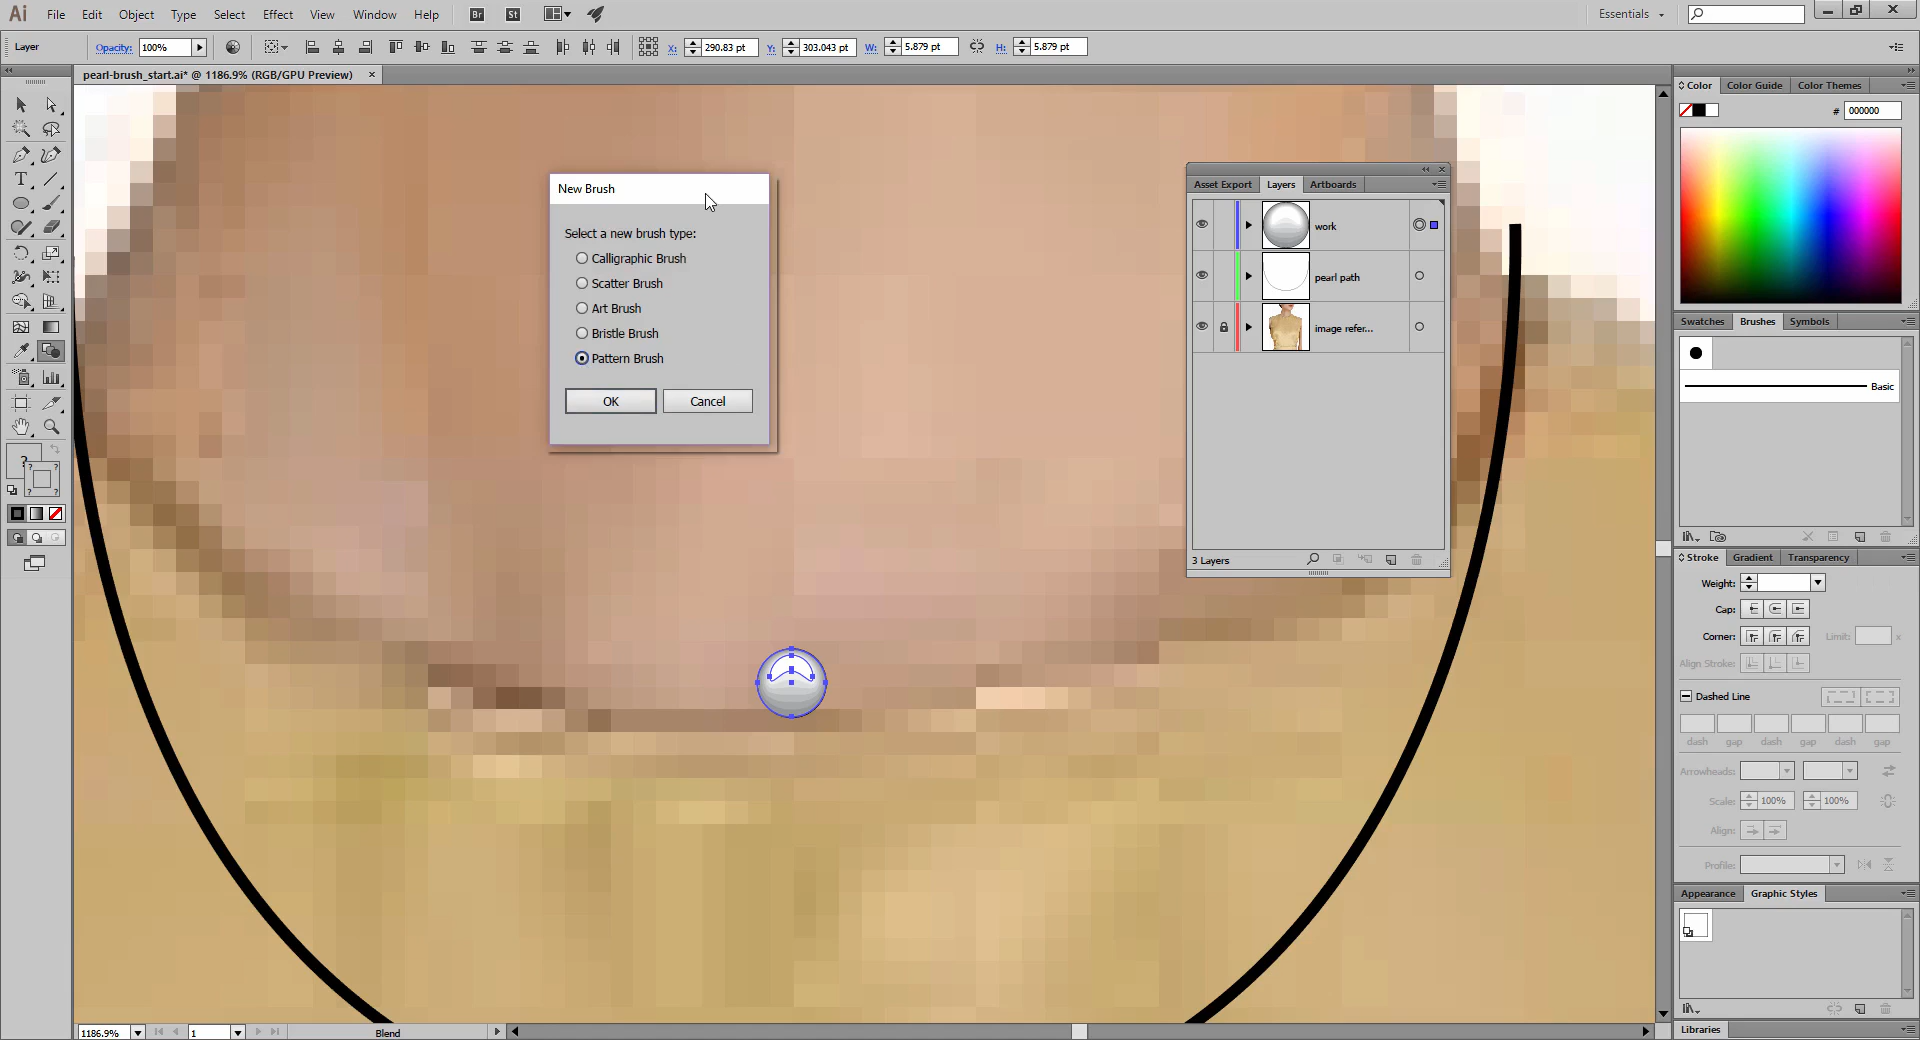 Ai File Edit Object Type Select Effect View Window Help Br St Essentials
Layer Opacity: 100% X: 290.83 pt Y: 303.043 pt W: 5.879 pt H: 5.879 pt
pearl-brush_start.ai* @ 1186.9% (RGB/GPU Preview)
New Brush
Select a new brush type:
Calligraphic Brush
Scatter Brush
Art Brush
Bristle Brush
Pattern Brush
OK Cancel
Asset Export Layers Artboards
work
pearl path
image refer...
3 Layers
Color Color Guide Color Themes
# 000000
Swatches Brushes Symbols
Basic
Stroke Gradient Transparency
Weight:
Cap:
Corner: Limit: x
Align Stroke:
Dashed Line
dash gap dash gap dash gap
Arrowheads:
Scale: 100% 100%
Align:
Profile:
Appearance Graphic Styles
Libraries
T
?
? ?
? ?
1186.9% 1 Blend